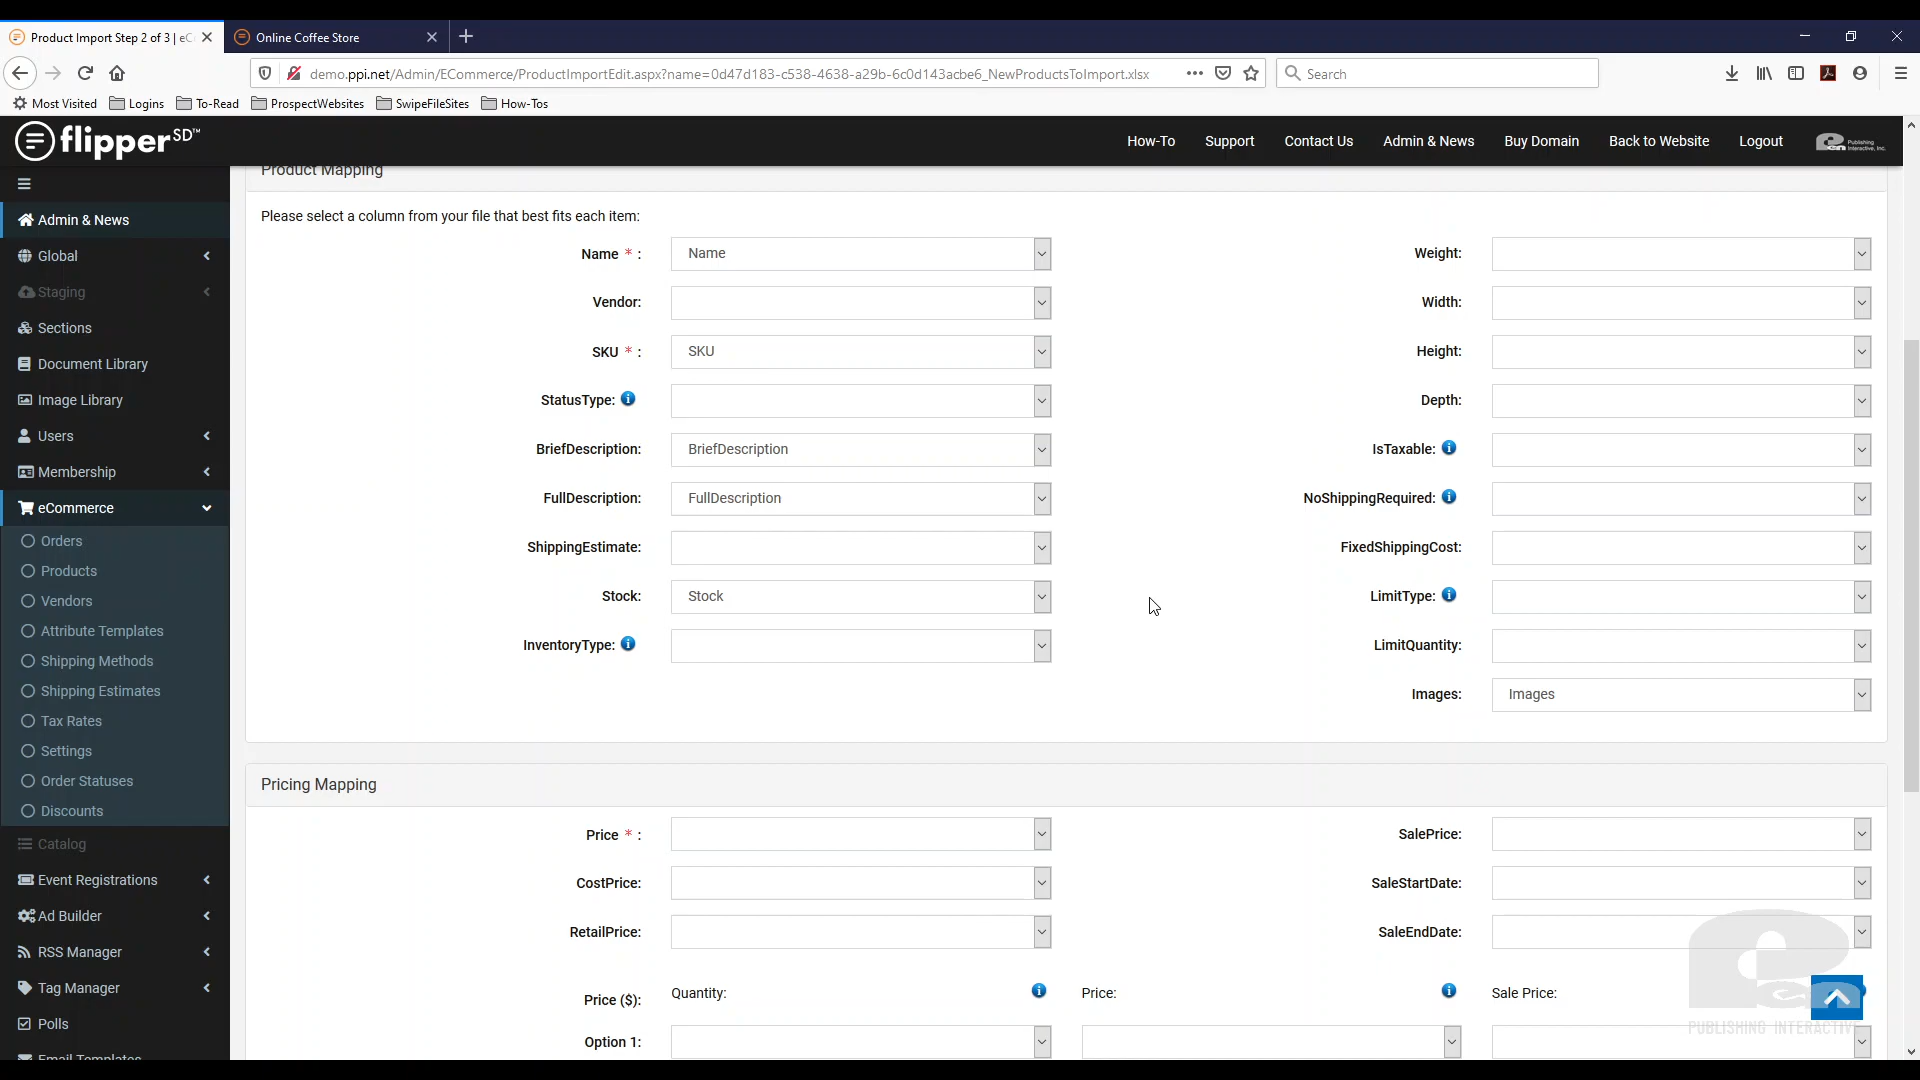 Product Import Step 2 of 3 | eC
Online Coffee Store
demo.ppi.net/Admin/ECommerce/ProductImportEdit.aspx?name=0d47d183-c538-4638-a29b-6c0d143acbe6_NewProductsToImport.xlsx
Search
Most Visited
Logins
To-Read
ProspectWebsites
SwipeFileSites
How-Tos
flipper SD™
How-To
Support
Contact Us
Admin & News
Buy Domain
Back to Website
Logout
Publishing
Interactive, Inc.
Admin & News
Global
Staging
Sections
Document Library
Image Library
Users
Membership
eCommerce
Orders
Products
Vendors
Attribute Templates
Shipping Methods
Shipping Estimates
Tax Rates
Settings
Order Statuses
Discounts
Catalog
Event Registrations
Ad Builder
RSS Manager
Tag Manager
Polls
Email Templates
Product Mapping
Please select a column from your file that best fits each item:
Name * : Name
Vendor:
SKU * : SKU
StatusType:
BriefDescription: BriefDescription
FullDescription: FullDescription
ShippingEstimate:
Stock: Stock
InventoryType:
Weight:
Width:
Height:
Depth:
IsTaxable:
NoShippingRequired:
FixedShippingCost:
LimitType:
LimitQuantity:
Images: Images
Pricing Mapping
Price * :
CostPrice:
RetailPrice:
SalePrice:
SaleStartDate:
SaleEndDate:
Price ($): Quantity: Price: Sale Price:
Option 1:
PUBLISHING INTERACTIVE